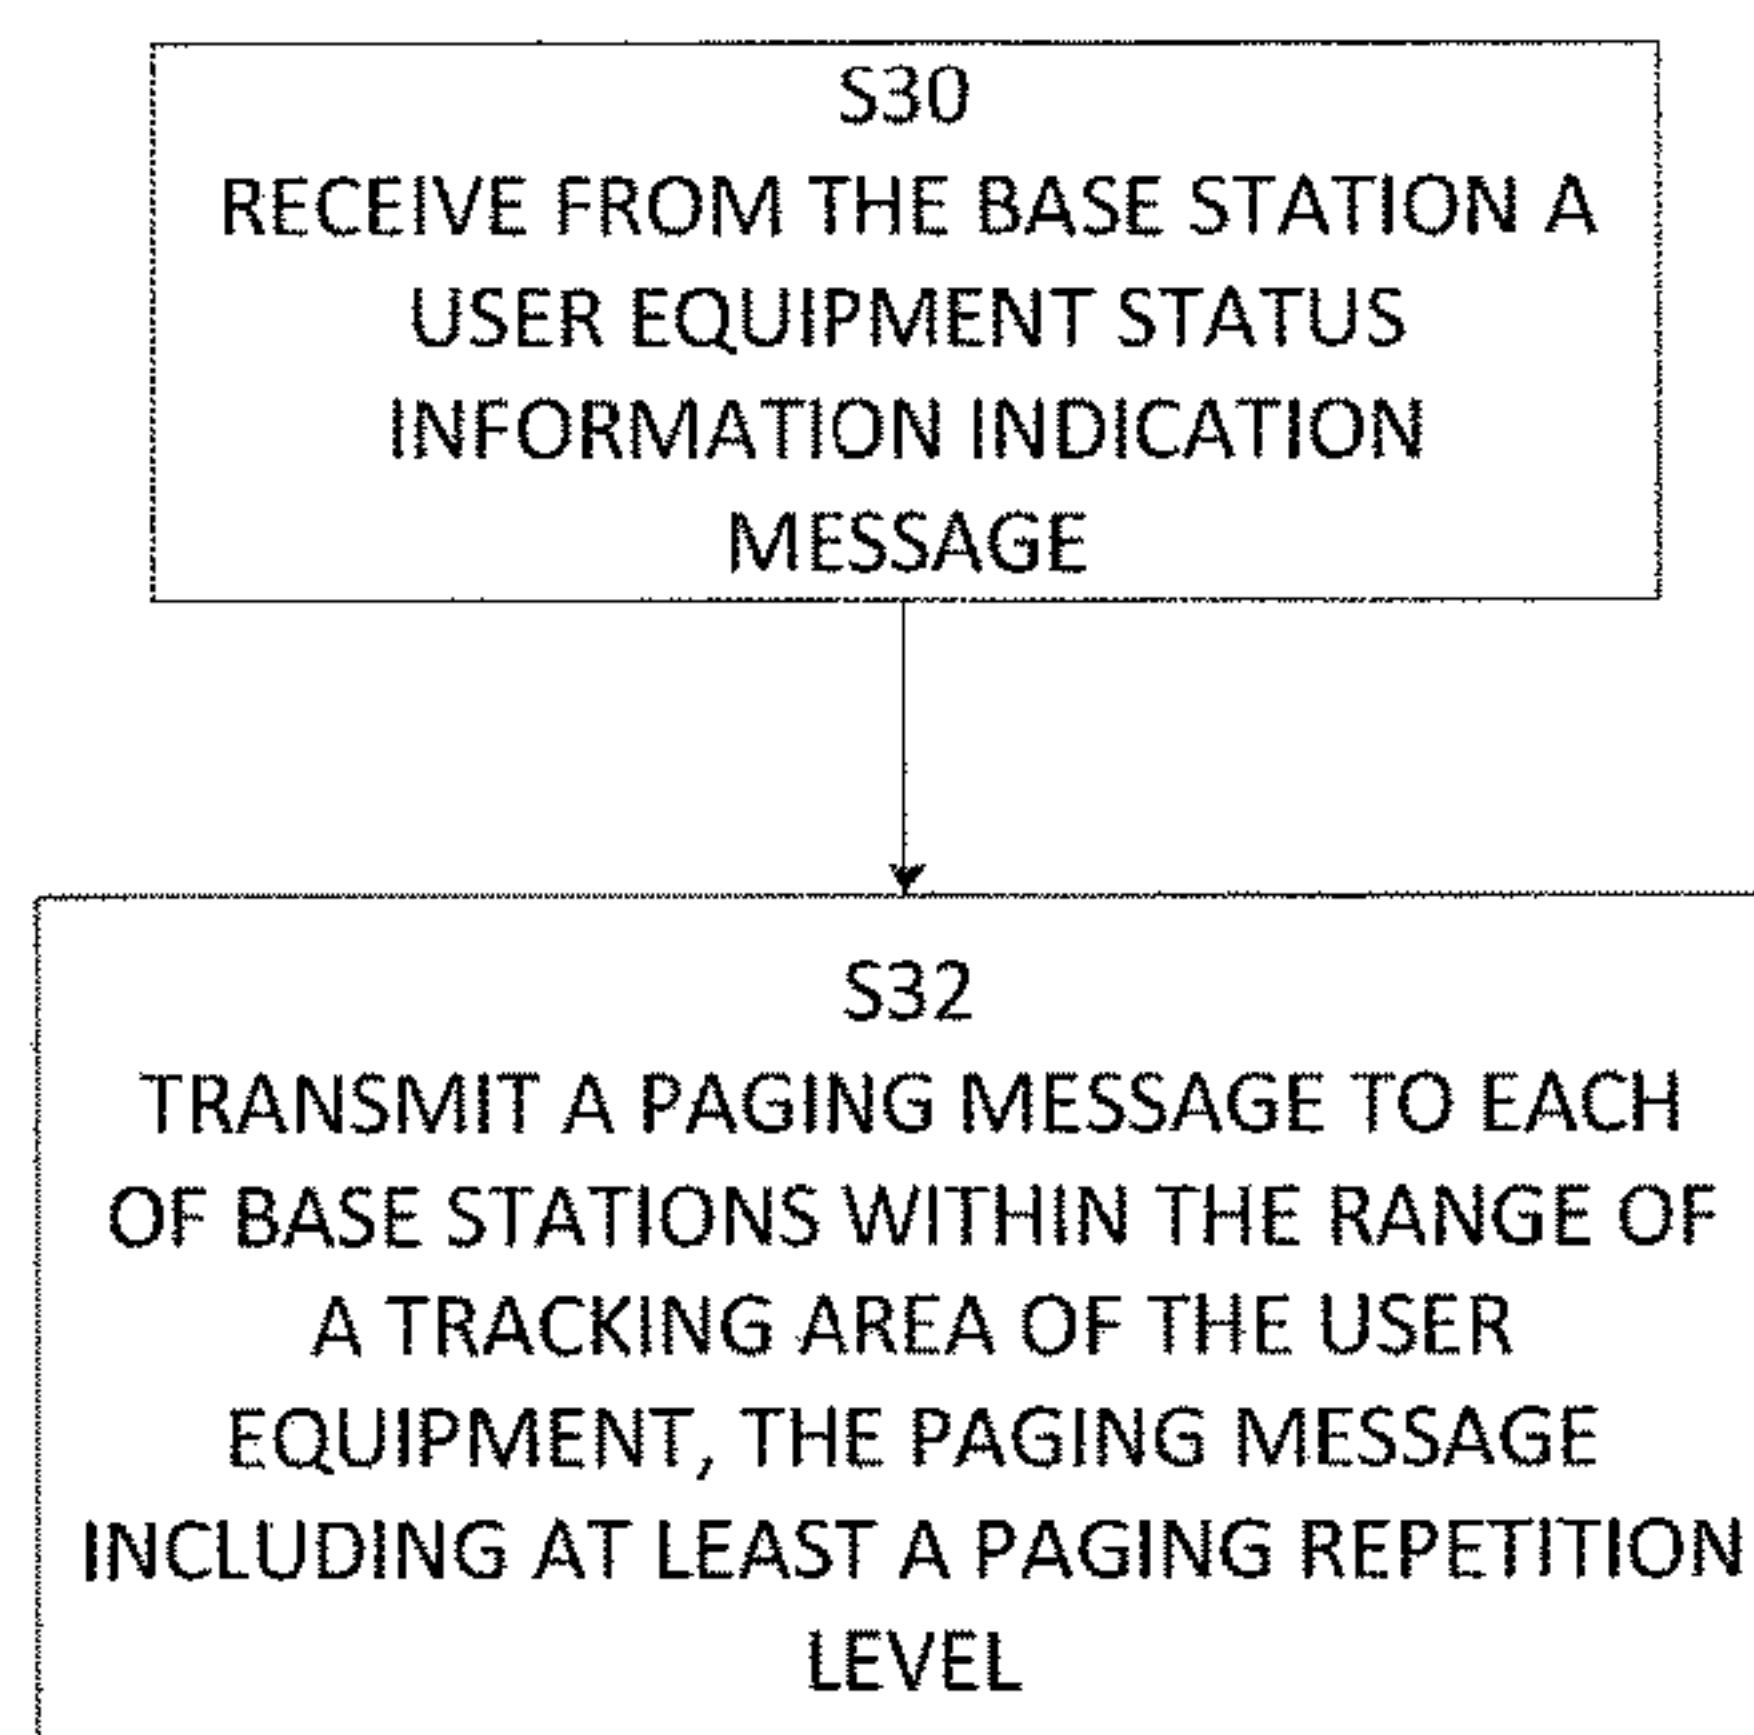 S30
RECEIVE FROM THE BASE STATION A
USER EQUIPMENT STATUS
INFORMATION INDICATION
MESSAGE
S32
TRANSMIT A PAGING MESSAGE TO EACH
OF BASE STATIONS WITHIN THE RANGE OF
A TRACKING AREA OF THE USER
EQUIPMENT, THE PAGING MESSAGE
INCLUDING AT LEAST A PAGING REPETITION
LEVEL